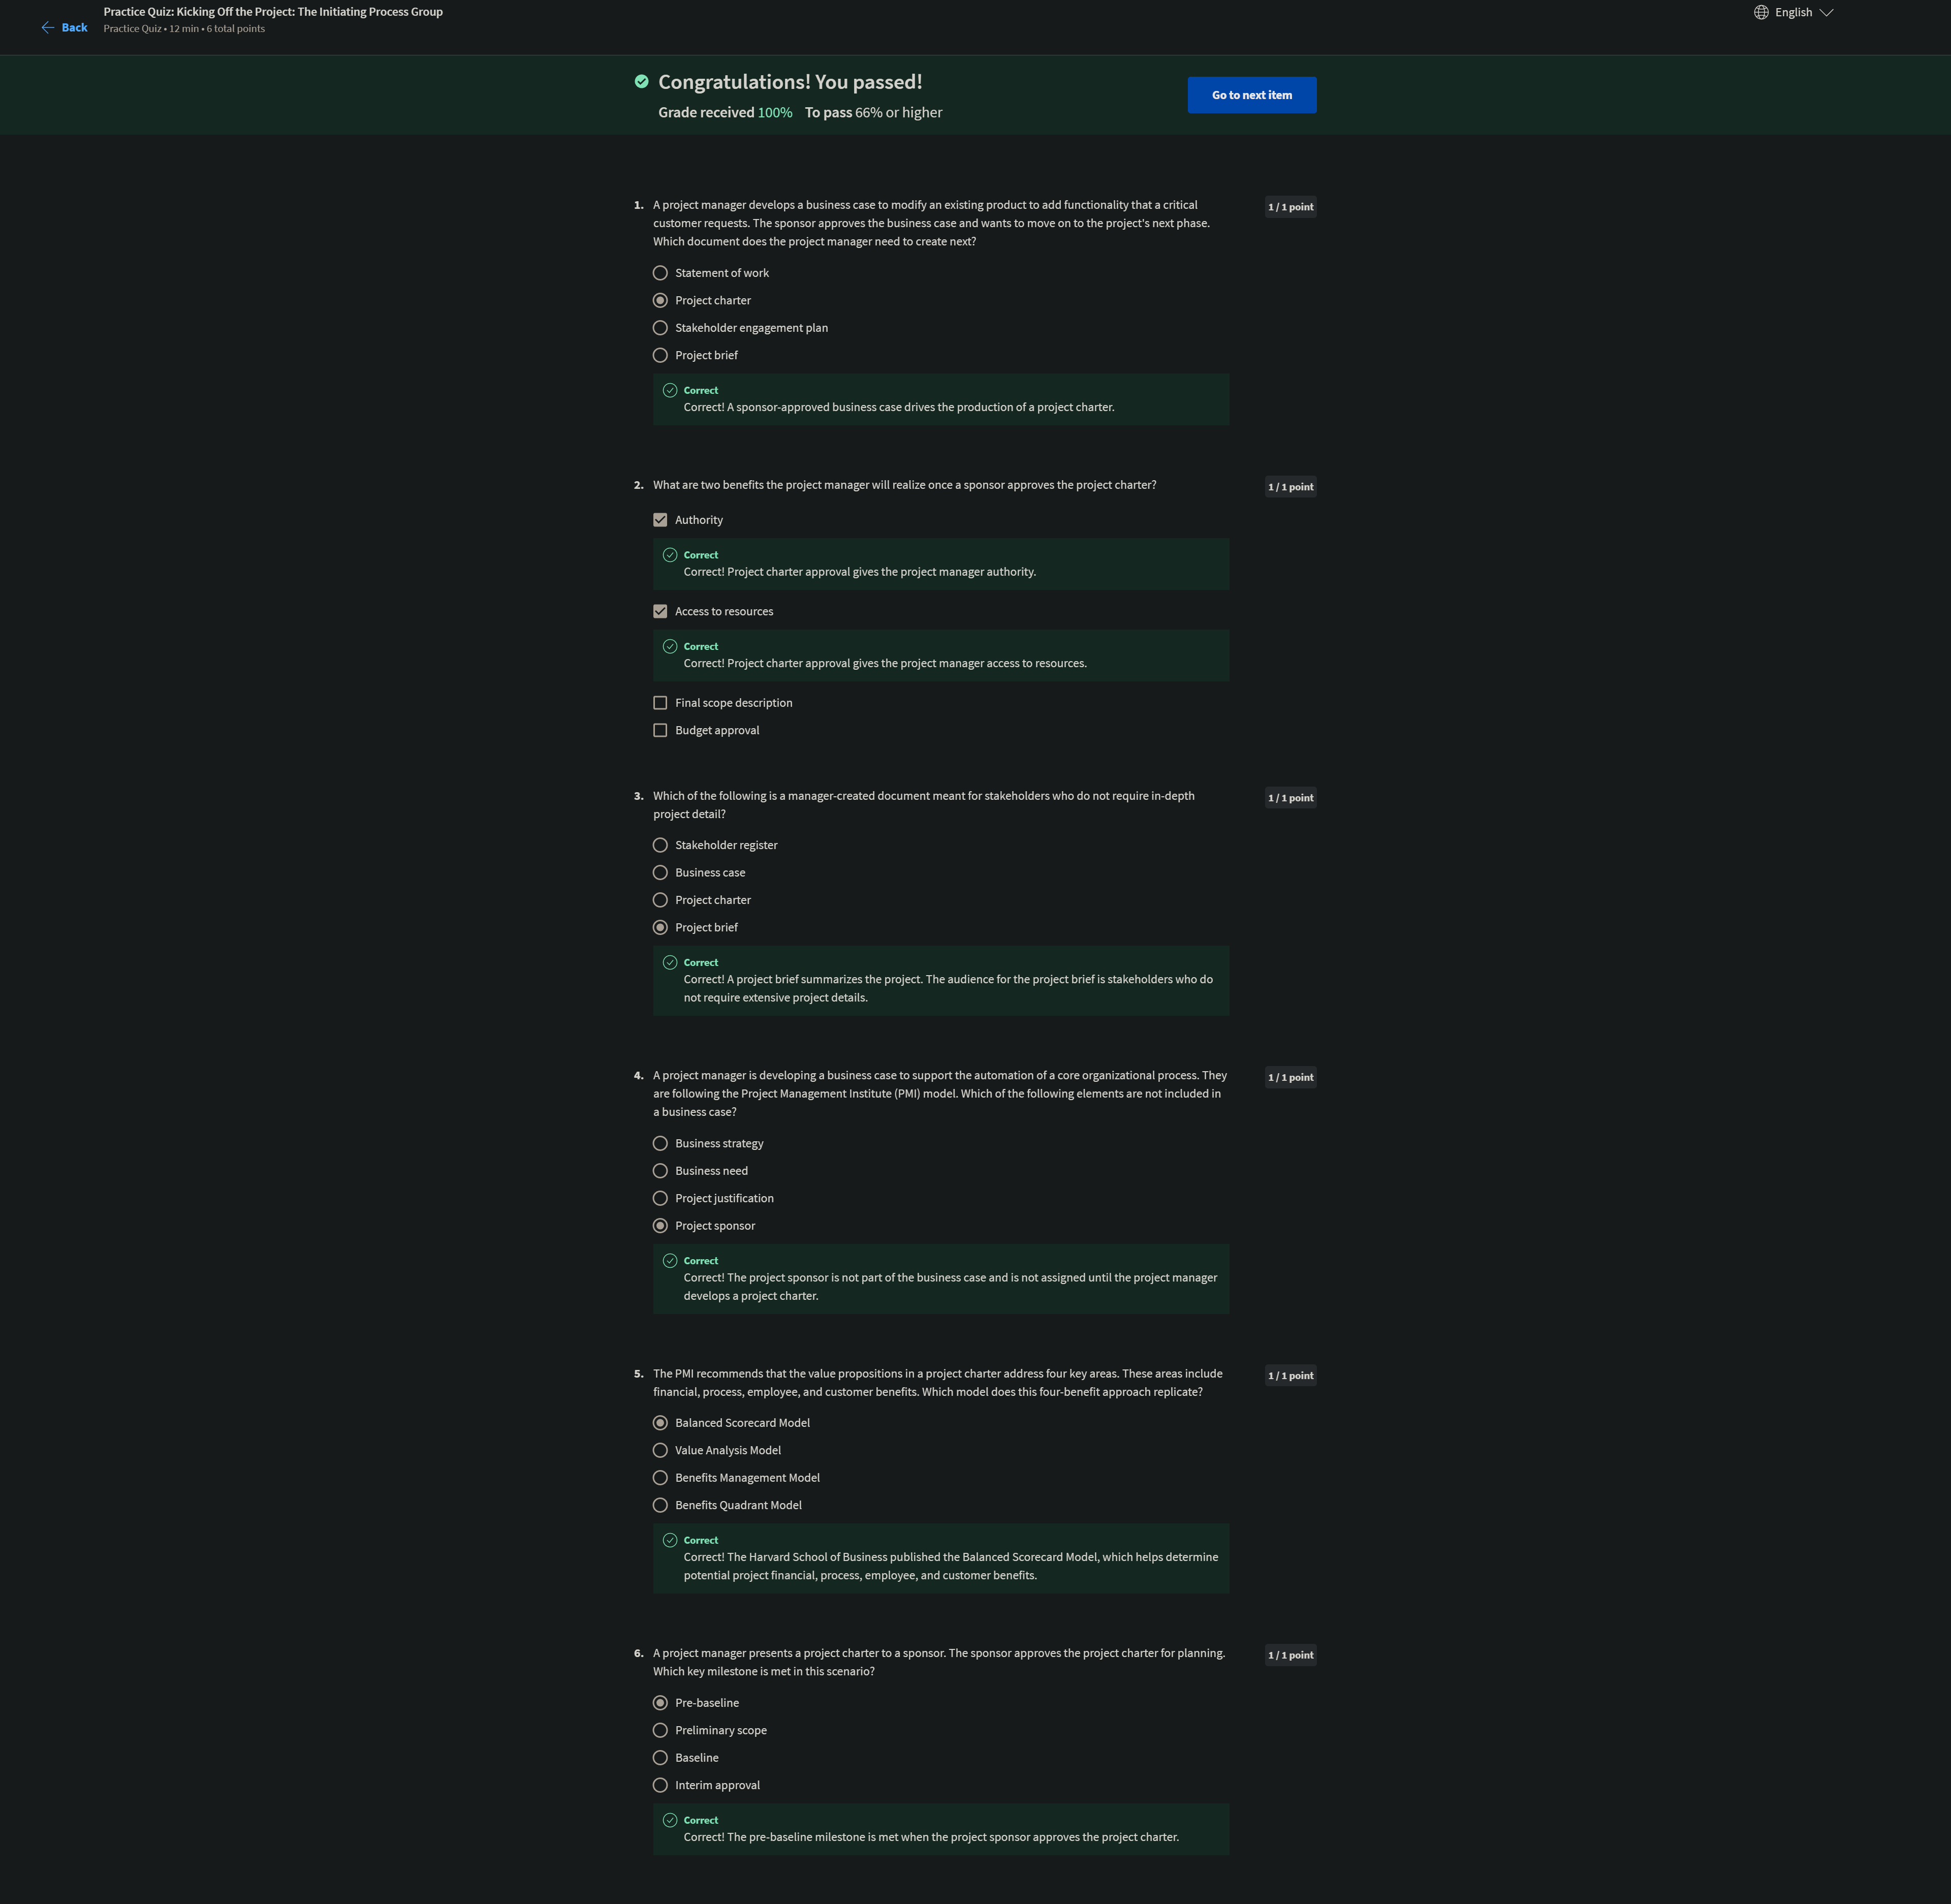 Back
Practice Quiz: Kicking Off the Project: The Initiating Process Group
Practice Quiz • 12 min • 6 total points
English
Congratulations! You passed!
Grade received 100% To pass 66% or higher
Go to next item
1. A project manager develops a business case to modify an existing product to add functionality that a critical
customer requests. The sponsor approves the business case and wants to move on to the project's next phase.
Which document does the project manager need to create next?
1 / 1 point
Statement of work
Project charter
Stakeholder engagement plan
Project brief
Correct
Correct! A sponsor-approved business case drives the production of a project charter.
2. What are two benefits the project manager will realize once a sponsor approves the project charter?
1 / 1 point
Authority
Correct
Correct! Project charter approval gives the project manager authority.
Access to resources
Correct
Correct! Project charter approval gives the project manager access to resources.
Final scope description
Budget approval
3. Which of the following is a manager-created document meant for stakeholders who do not require in-depth
project detail?
1 / 1 point
Stakeholder register
Business case
Project charter
Project brief
Correct
Correct! A project brief summarizes the project. The audience for the project brief is stakeholders who do
not require extensive project details.
4. A project manager is developing a business case to support the automation of a core organizational process. They
are following the Project Management Institute (PMI) model. Which of the following elements are not included in
a business case?
1 / 1 point
Business strategy
Business need
Project justification
Project sponsor
Correct
Correct! The project sponsor is not part of the business case and is not assigned until the project manager
develops a project charter.
5. The PMI recommends that the value propositions in a project charter address four key areas. These areas include
financial, process, employee, and customer benefits. Which model does this four-benefit approach replicate?
1 / 1 point
Balanced Scorecard Model
Value Analysis Model
Benefits Management Model
Benefits Quadrant Model
Correct
Correct! The Harvard School of Business published the Balanced Scorecard Model, which helps determine
potential project financial, process, employee, and customer benefits.
6. A project manager presents a project charter to a sponsor. The sponsor approves the project charter for planning.
Which key milestone is met in this scenario?
1 / 1 point
Pre-baseline
Preliminary scope
Baseline
Interim approval
Correct
Correct! The pre-baseline milestone is met when the project sponsor approves the project charter.